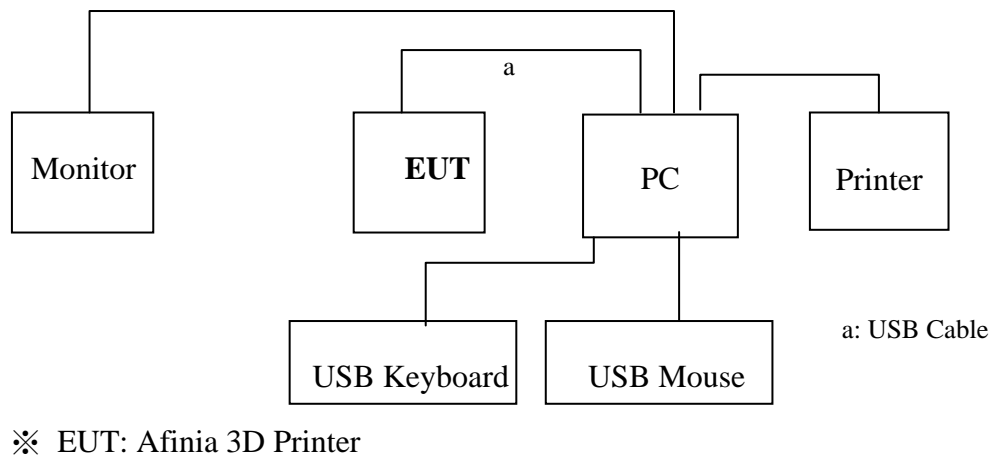 a
Monitor
EUT
PC
Printer
a: USB Cable
USB Keyboard
USB Mouse
※ EUT: Afinia 3D Printer